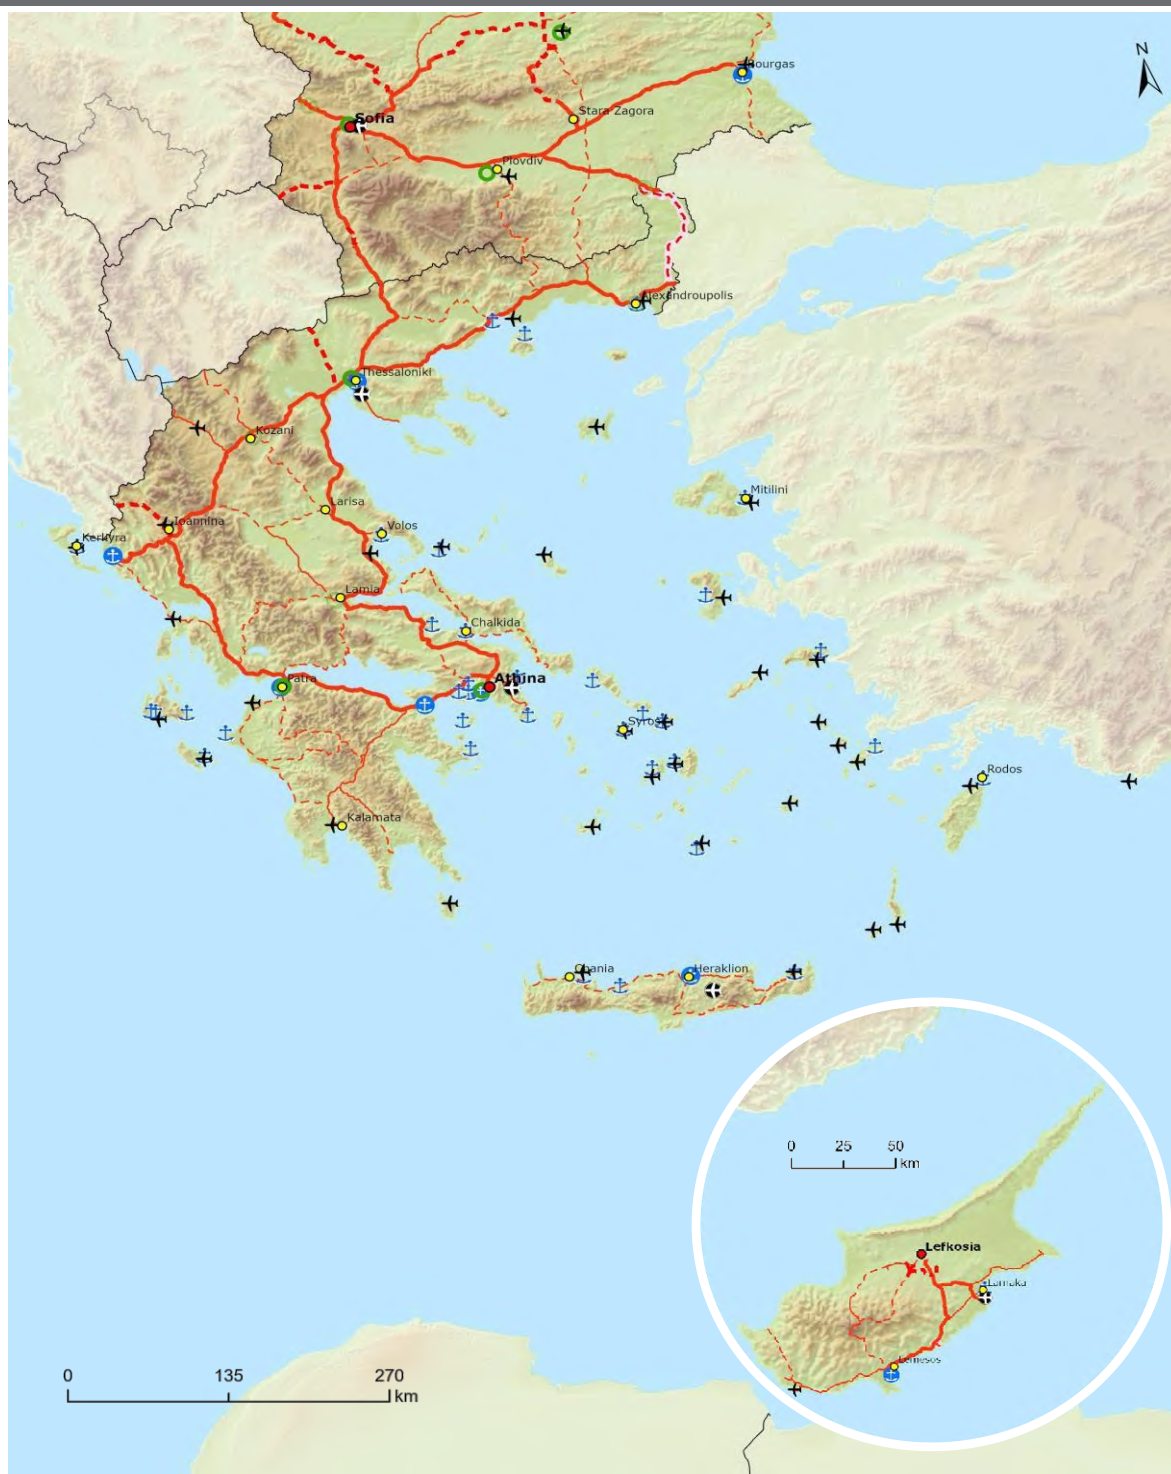 N
Bourgas
Stara Zagora
Sofia
Plovdiv
Alexandroupolis
Thessaloniki
Kozani
Mitilini
Larisa
Ioannina
Volos
Kerkyra
Lamia
Chalkida
Patra
Athina
Syros
Rodos
Kalamata
Chania
Heraklion
0 25 50
km
Lefkosia
Larnaka
Lemesos
0 135 270
km